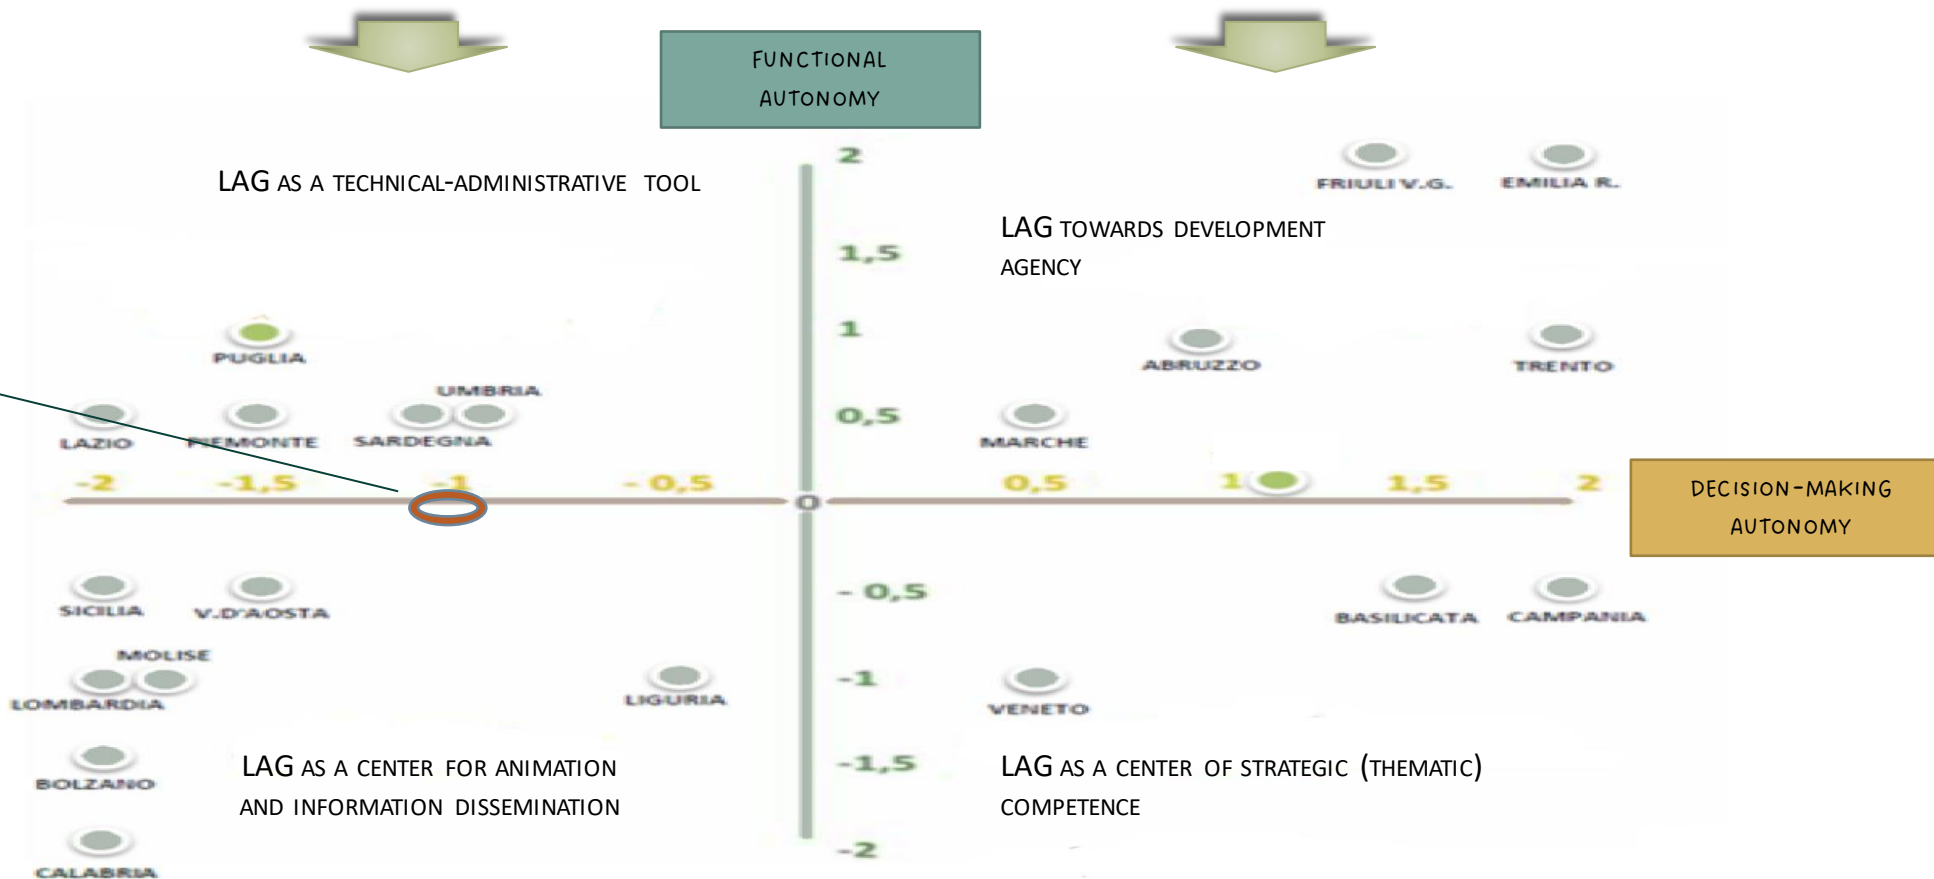 FUNCTIONAL
AUTONOMY
2
FRIULI V.G. EMILIA R.
LAG AS A TECHNICAL-ADMINISTRATIVE TOOL
LAG TOWARDS DEVELOPMENT
AGENCY
1,5
1
PUGLIA
ABRUZZO TRENTO
UMBRIA
0,5
LAZIO PIEMONTE SARDEGNA MARCHE
-2 -1,5 -1 - 0,5 0,5 1 1,5 2
0
DECISION-MAKING
AUTONOMY
- 0,5
SICILIA V.D'AOSTA BASILICATA CAMPANIA
MOLISE
-1
LOMBARDIA LIGURIA VENETO
-1,5
LAG AS A CENTER FOR ANIMATION
AND INFORMATION DISSEMINATION
LAG AS A CENTER OF STRATEGIC (THEMATIC)
COMPETENCE
BOLZANO
-2
CALABRIA